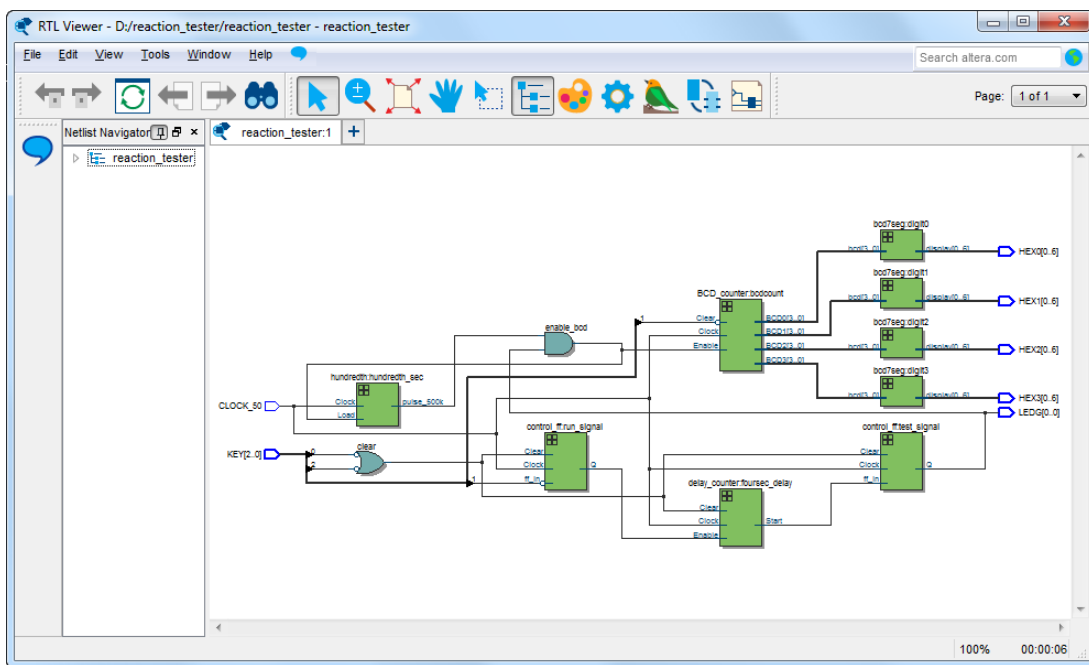 RTL Viewer - D:/reaction_tester/reaction_tester - reaction_tester
File Edit View Tools Window Help
Search altera.com
Page: 1 of 1
Netlist Navigator
reaction_tester:1
reaction_tester
bcd7seg:digit0
bcd[3..0] display[0..6] HEX0[0..6]
bcd7seg:digit1
bcd[3..0] display[0..6] HEX1[0..6]
BCD_counter:bcdcount
1 Clear BCD0[3..0]
Clock BCD1[3..0]
Enable BCD2[3..0]
BCD3[3..0]
bcd7seg:digit2
bcd[3..0] display[0..6] HEX2[0..6]
enable_bcd
bcd7seg:digit3
bcd[3..0] display[0..6] HEX3[0..6]
LEDG[0..0]
hundredth:hundredth_sec
CLOCK_50 Clock pulse_500k
Load
control_ff:run_signal
Clear
Clock Q
1 ff_in
control_ff:test_signal
Clear
Clock Q
ff_in
KEY[2..0] 0 clear
2
delay_counter:foursec_delay
Clear
Clock Start
Enable
100% 00:00:06